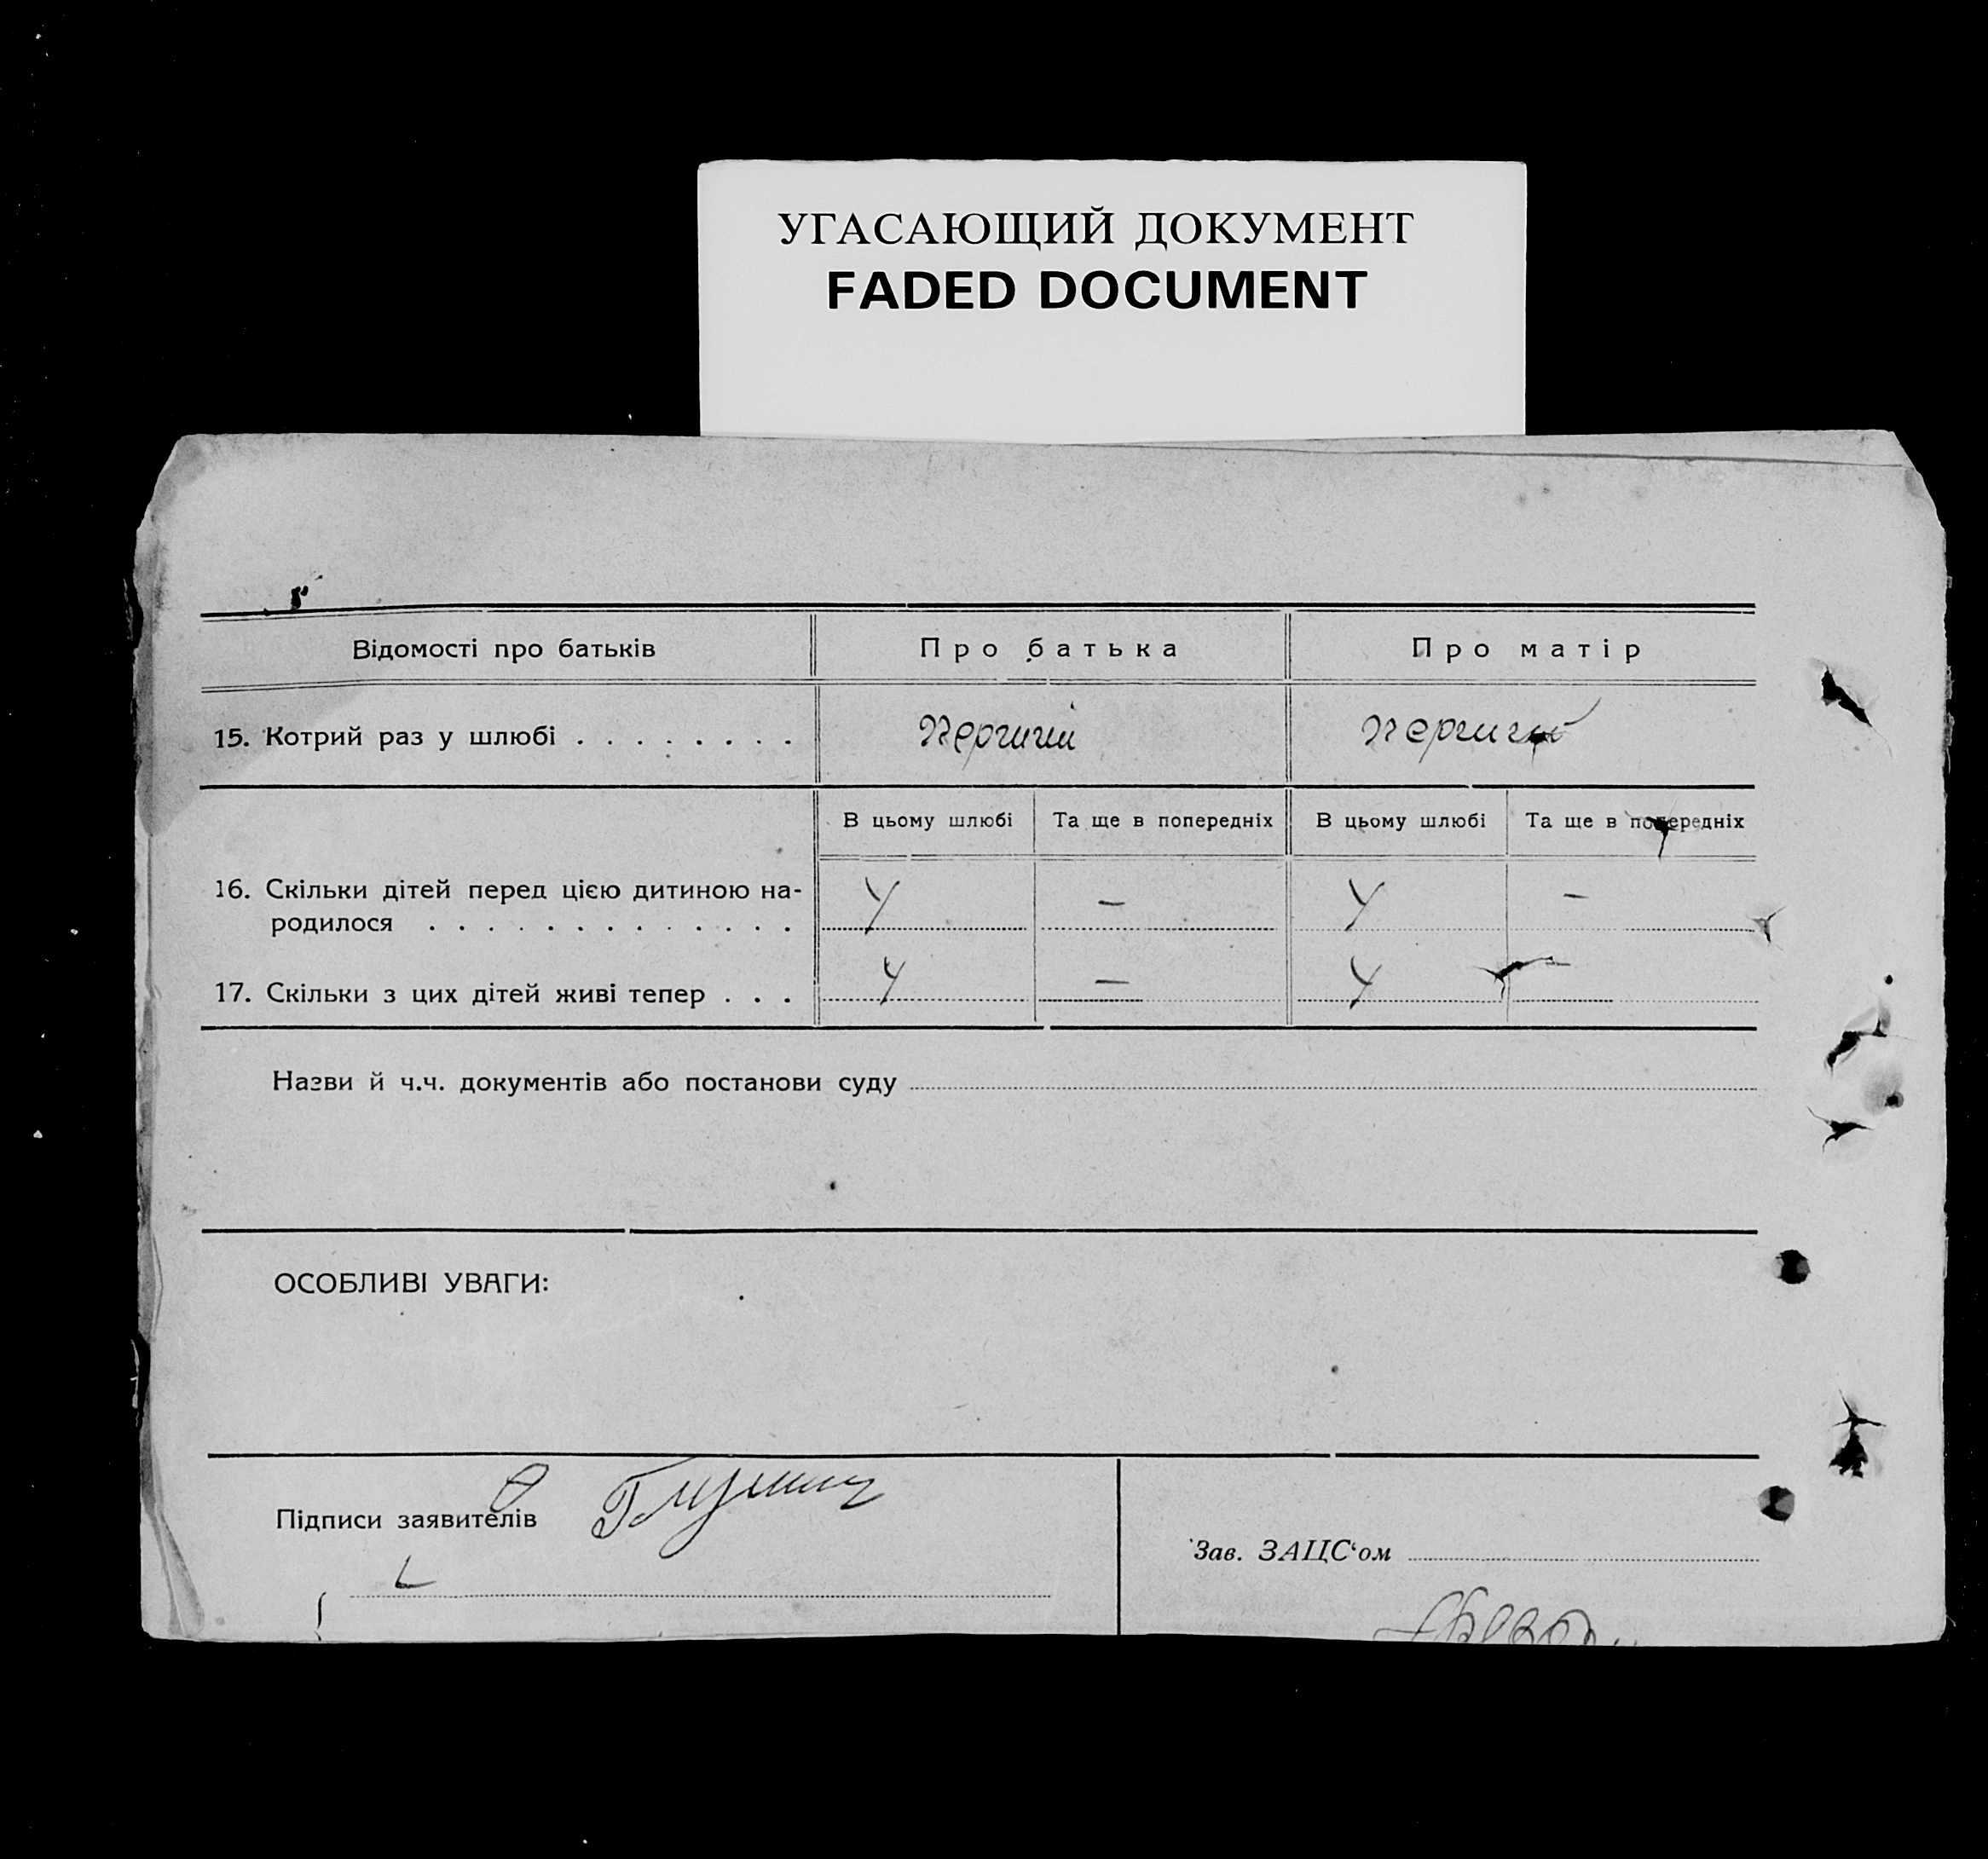 УГАСАЮЩИЙ ДОКУМЕНТ
FADED DOCUMENT
Відомості про батьків Про батька Про матір
15. Котрий раз у шлюбі . . . . . . . . перший перший
В цьому шлюбі Та ще в попередніх В цьому шлюбі Та ще в попередніх
16. Скільки дітей перед цією дитиною на-
родилося . . . . . . . . . . . . . 4 — 4 —
17. Скільки з цих дітей живі тепер . . . 4 — 4 —
Назви й ч.ч. документів або постанови суду
ОСОБЛИВІ УВАГИ:
Підписи заявителів
Зав. ЗАЦС‘ом